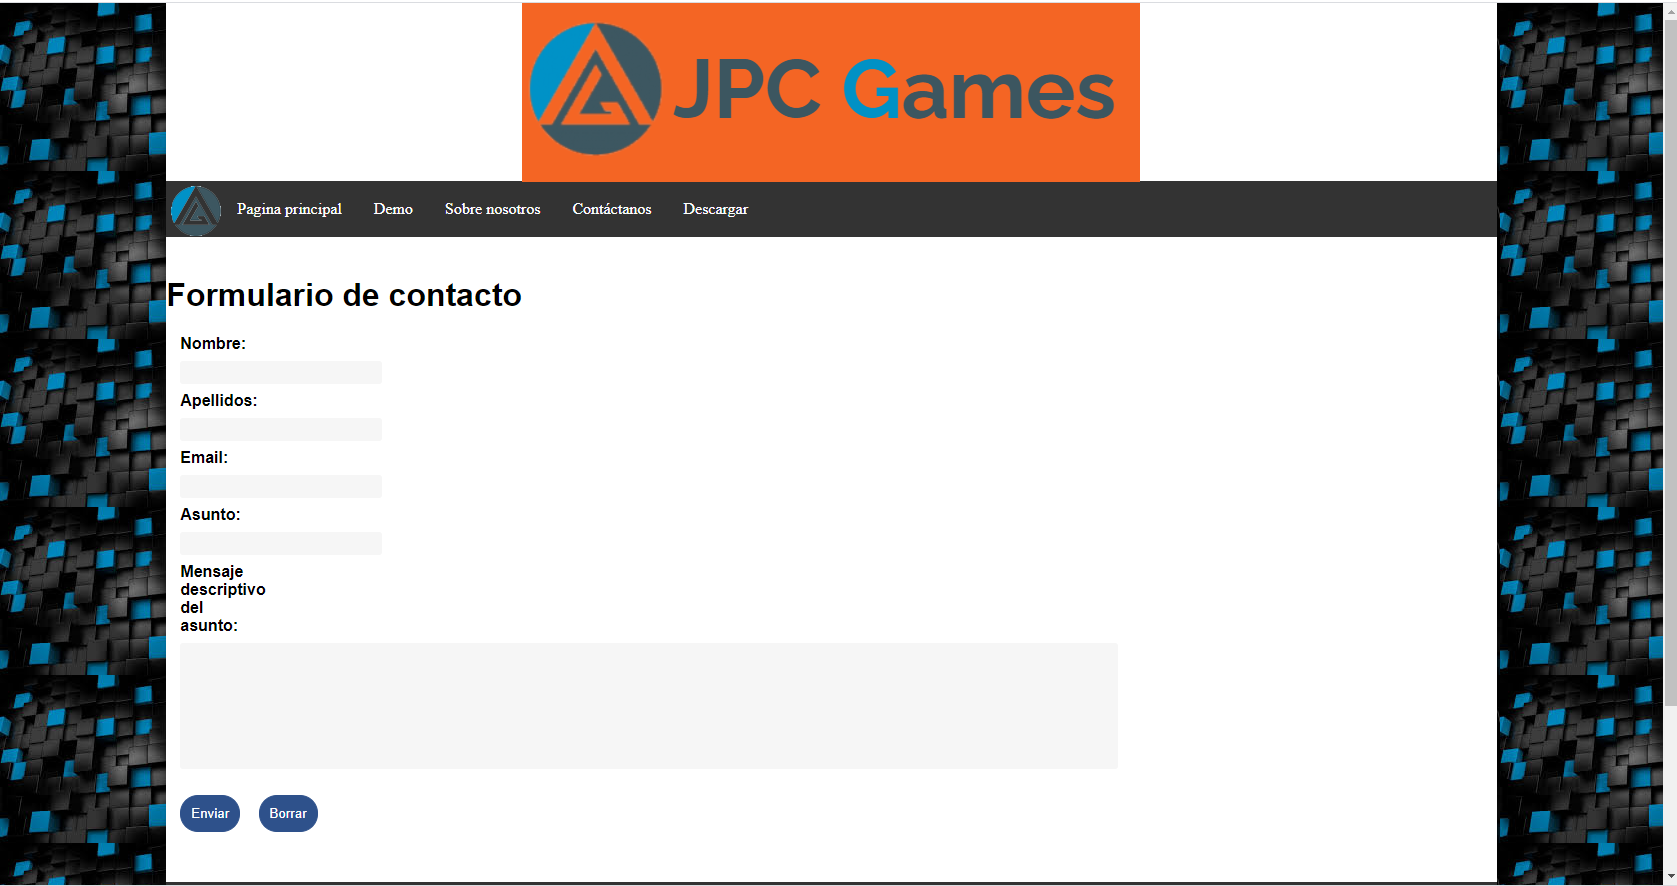 JPC Games
Pagina principal Demo Sobre nosotros Contáctanos Descargar
Formulario de contacto
Nombre:
Apellidos:
Email:
Asunto:
Mensaje
descriptivo
del
asunto:
Enviar Borrar